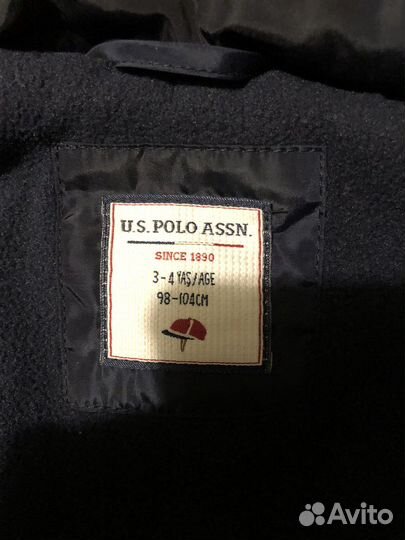 U.S. POLO ASSN.
SINCE 1890
3-4 YAŞ/AGE
98-104CM
Avito